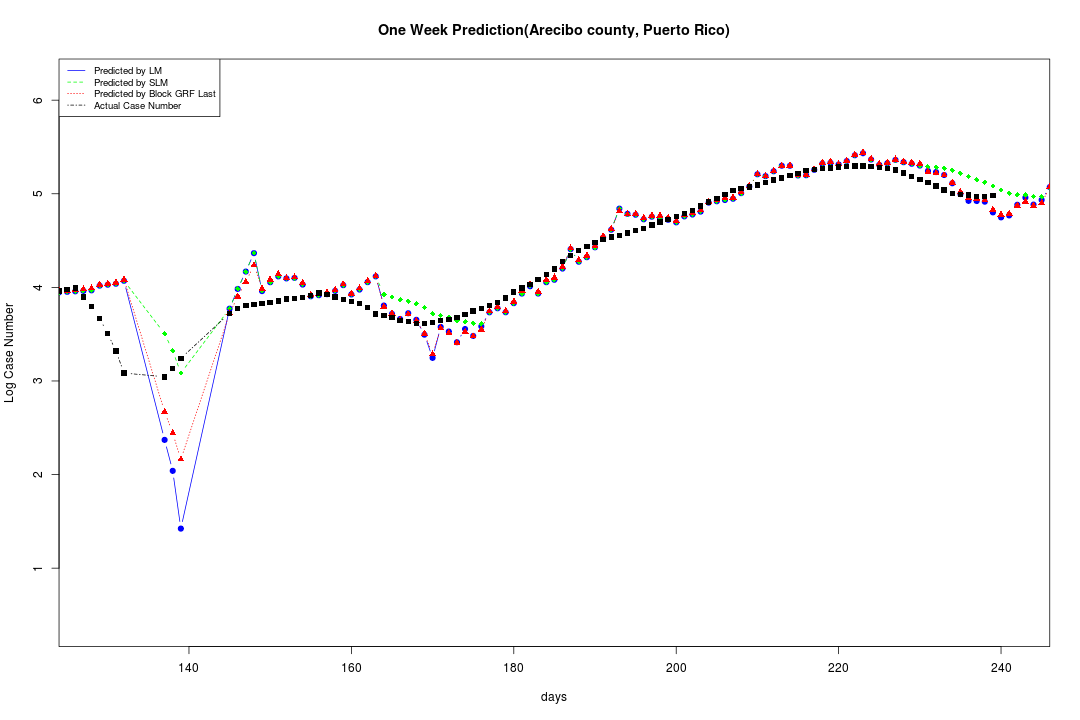 One Week Prediction(Arecibo county, Puerto Rico)
Predicted by LM
Predicted by SLM
Predicted by Block GRF Last
Actual Case Number
6
5
4
3
2
1
Log Case Number
140 160 180 200 220 240
days